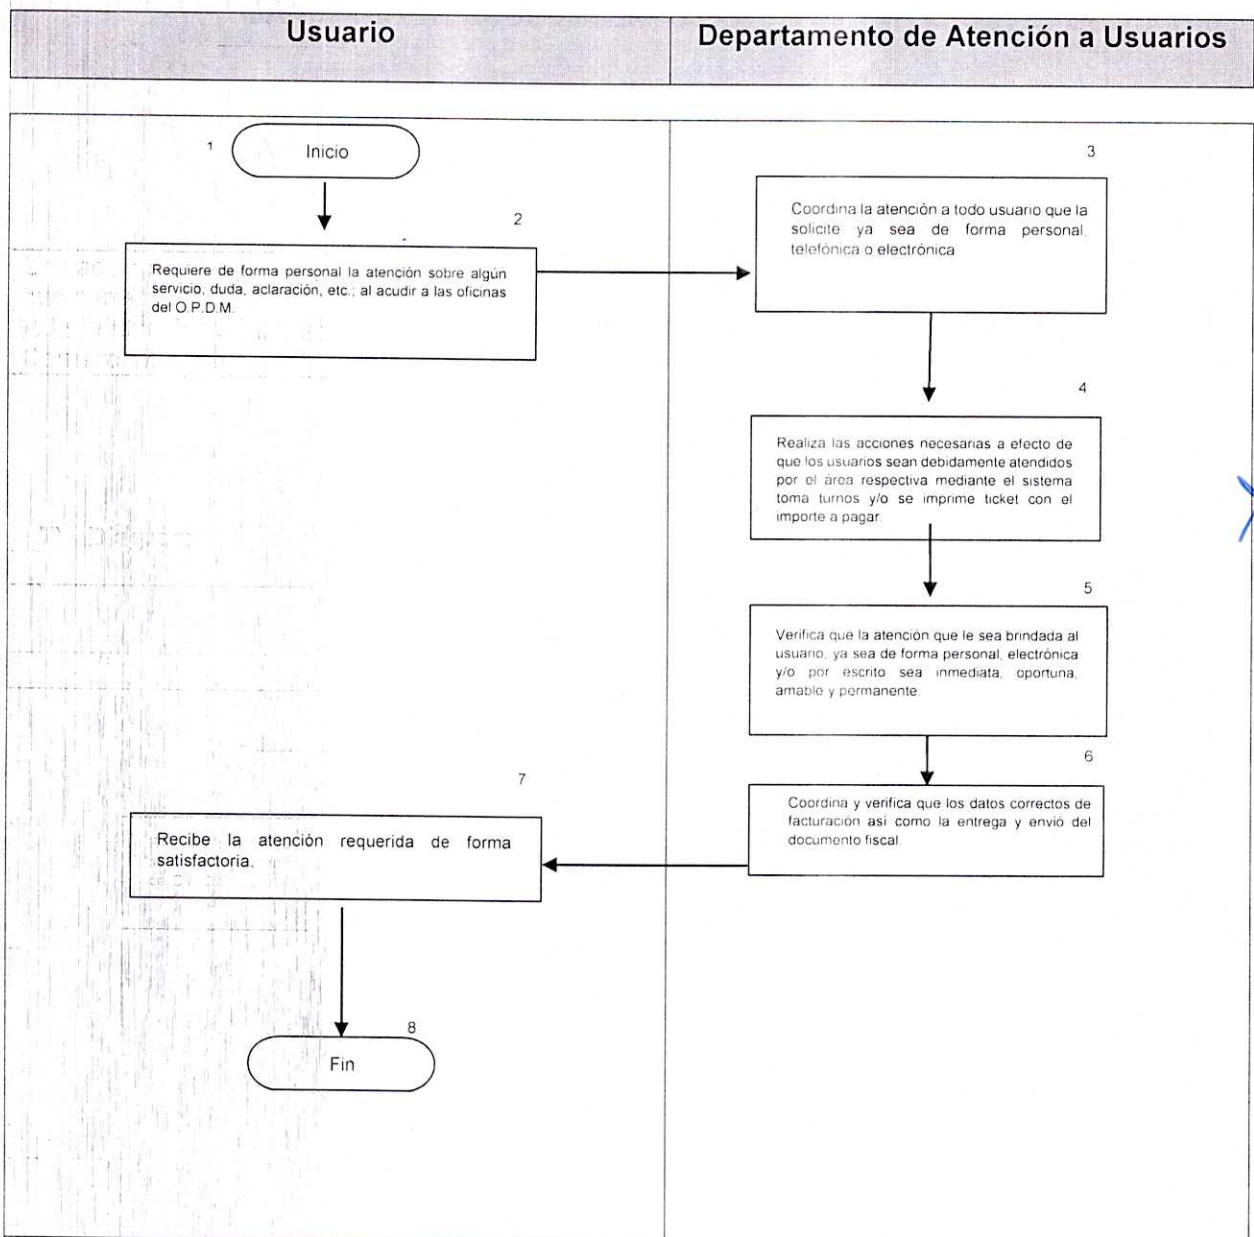 Usuario
Departamento de Atención a Usuarios
1
Inicio
2
Requiere de forma personal la atención sobre algún
servicio, duda, aclaración, etc.; al acudir a las oficinas
del O.P.D.M.
3
Coordina la atención a todo usuario que la
solicite ya sea de forma personal,
telefónica o electrónica
4
Realiza las acciones necesarias a efecto de
que los usuarios sean debidamente atendidos
por el área respectiva mediante el sistema
toma turnos y/o se imprime ticket con el
importe a pagar.
5
Verifica que la atención que le sea brindada al
usuario, ya sea de forma personal, electrónica
y/o por escrito sea inmediata, oportuna,
amable y permanente.
6
Coordina y verifica que los datos correctos de
facturación así como la entrega y envió del
documento fiscal.
7
Recibe la atención requerida de forma
satisfactoria.
8
Fin